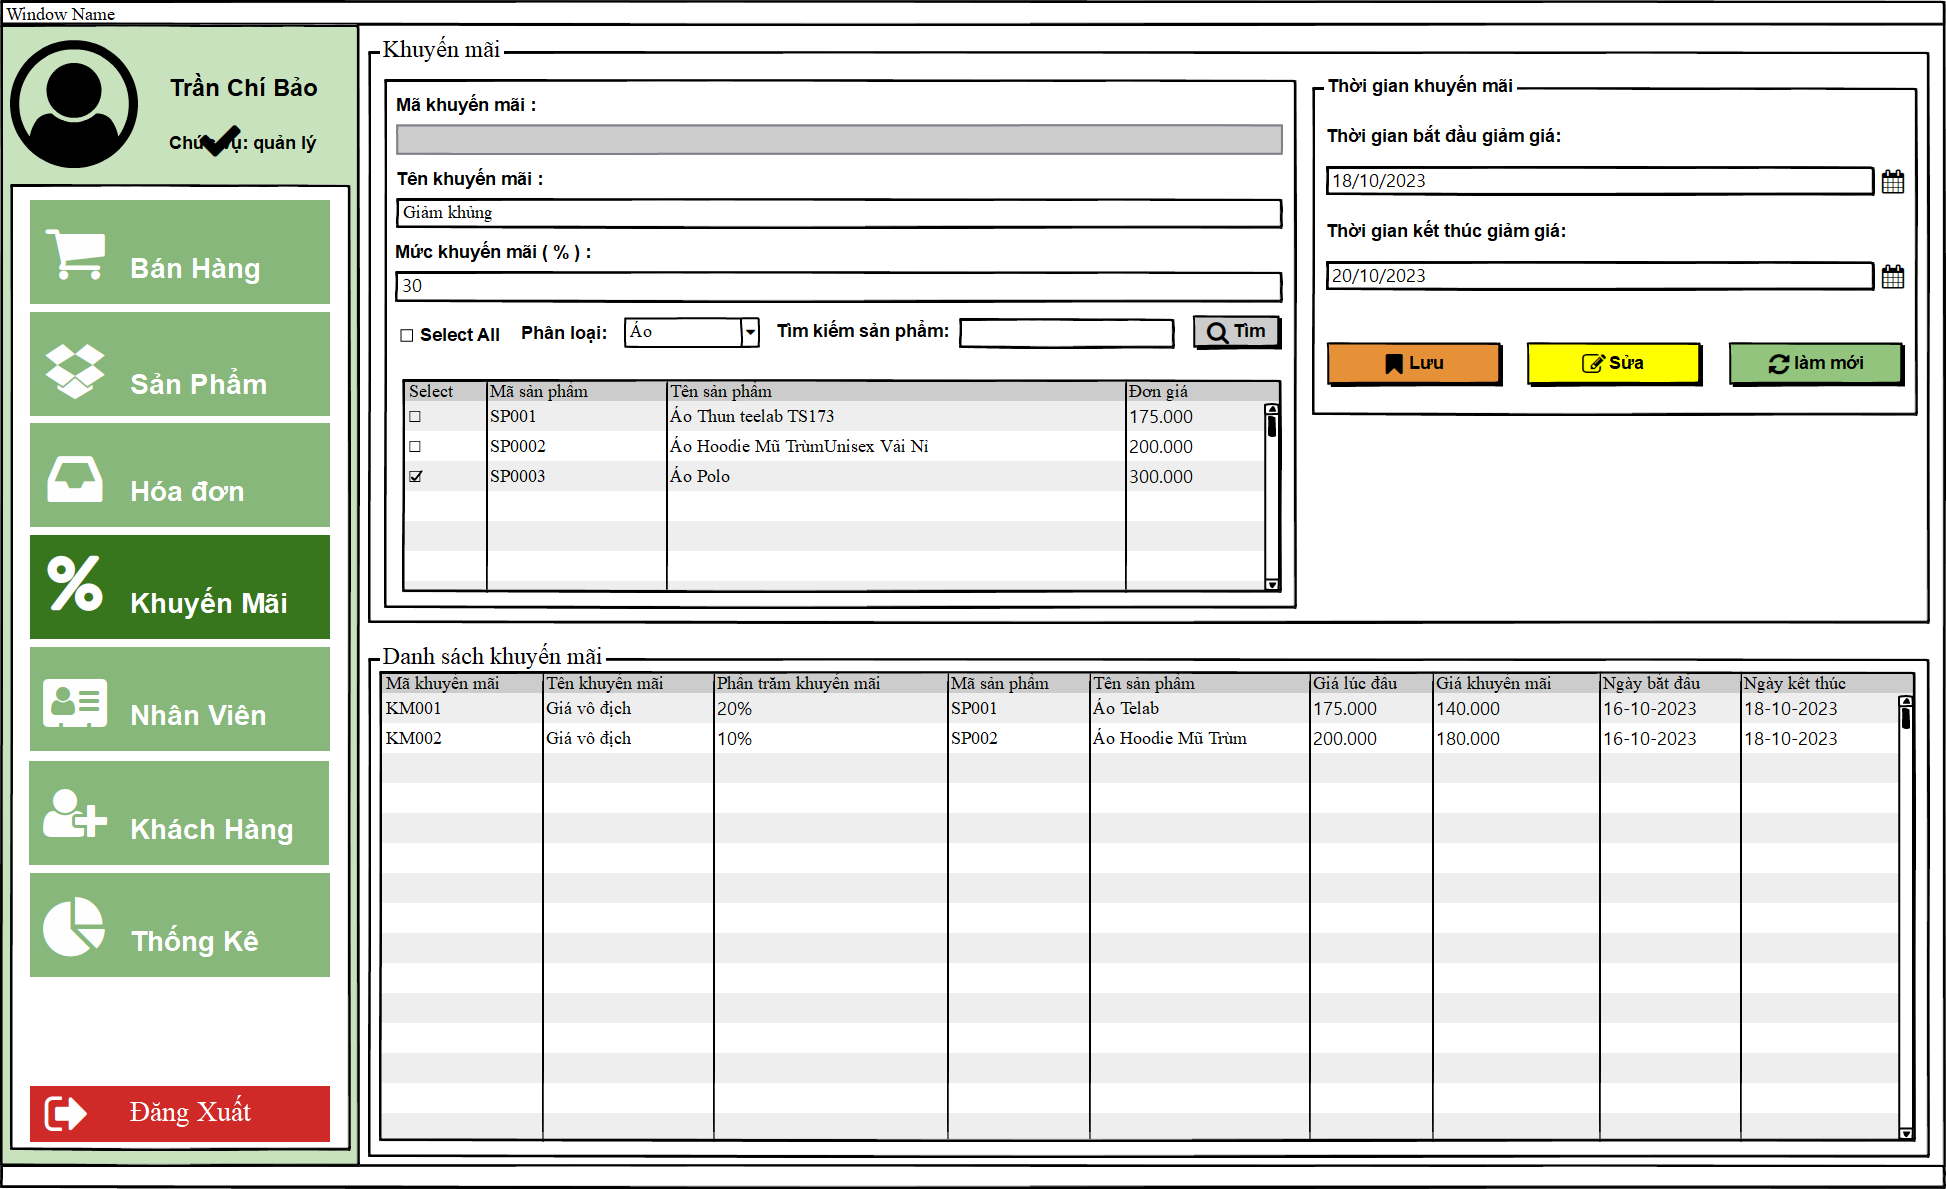 Window Name
Trần Chí Bảo
Chức vụ: quản lý
Bán Hàng
Sản Phẩm
Hóa đơn
Khuyến Mãi
Nhân Viên
Khách Hàng
Thống Kê
Đăng Xuất
Khuyến mãi
Mã khuyến mãi :
Tên khuyến mãi :
Giảm khủng
Mức khuyến mãi ( % ) :
30
Select All Phân loại: Áo Tìm kiếm sản phẩm: Tìm
Select Mã sản phẩm Tên sản phẩm Đơn giá
SP001 Áo Thun teelab TS173 175.000
SP0002 Áo Hoodie Mũ TrùmUnisex Vải Nỉ 200.000
SP0003 Áo Polo 300.000
Thời gian khuyến mãi
Thời gian bắt đầu giảm giá:
18/10/2023
Thời gian kết thúc giảm giá:
20/10/2023
Lưu Sửa làm mới
Danh sách khuyến mãi
Mã khuyên mãi Tên khuyến mãi Phân trăm khuyến mãi Mã sản phẩm Tên sản phẩm Giá lúc đầu Giá khuyến mãi Ngày bắt đầu Ngày kết thúc
KM001 Giá vô địch 20% SP001 Áo Telab 175.000 140.000 16-10-2023 18-10-2023
KM002 Giá vô địch 10% SP002 Áo Hoodie Mũ Trùm 200.000 180.000 16-10-2023 18-10-2023